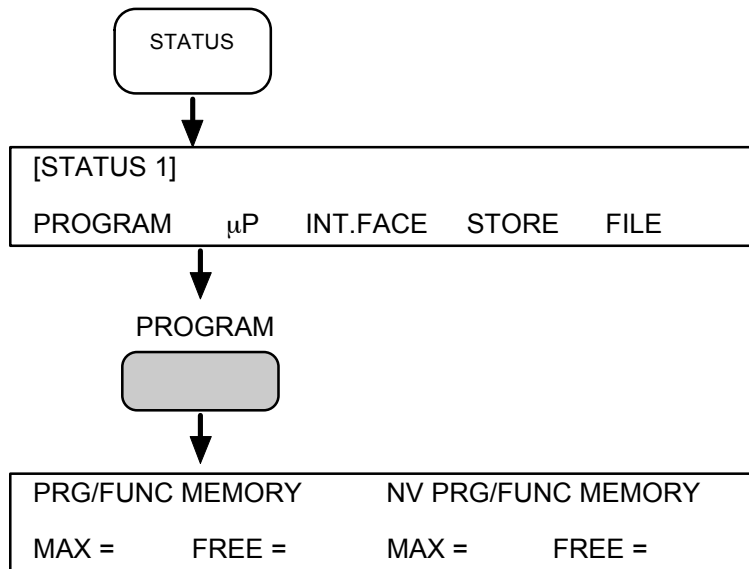 STATUS
[STATUS 1]
PROGRAM μP INT.FACE STORE FILE
PROGRAM
PRG/FUNC MEMORY NV PRG/FUNC MEMORY
MAX = FREE = MAX = FREE =